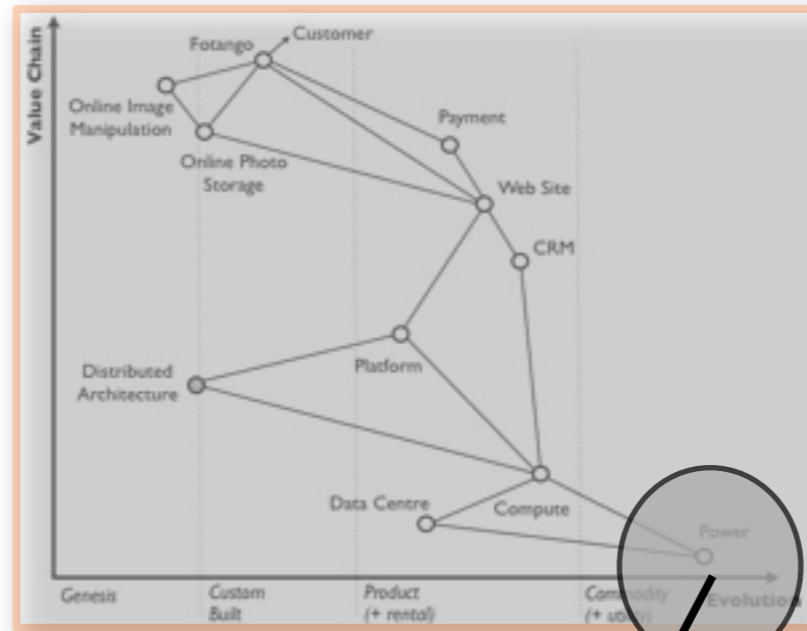 Value Chain
Customer
Fotango
Online Image
Manipulation
Payment
Online Photo
Storage
Web Site
CRM
Platform
Distributed
Architecture
Data Centre
Compute
Power
Genesis
Custom
Built
Product
(+ rental)
Commodity
(+ utility)
Evolution